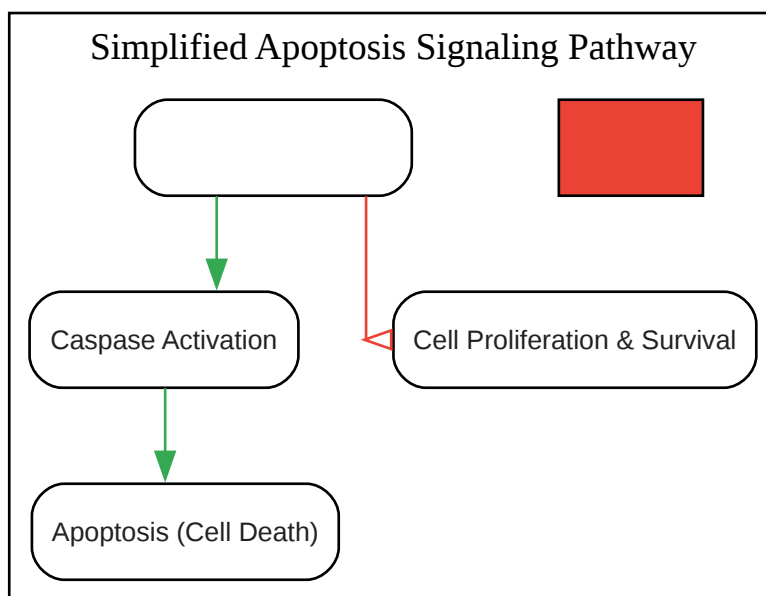 Simplified Apoptosis Signaling Pathway
Caspase Activation
Cell Proliferation & Survival
Apoptosis (Cell Death)